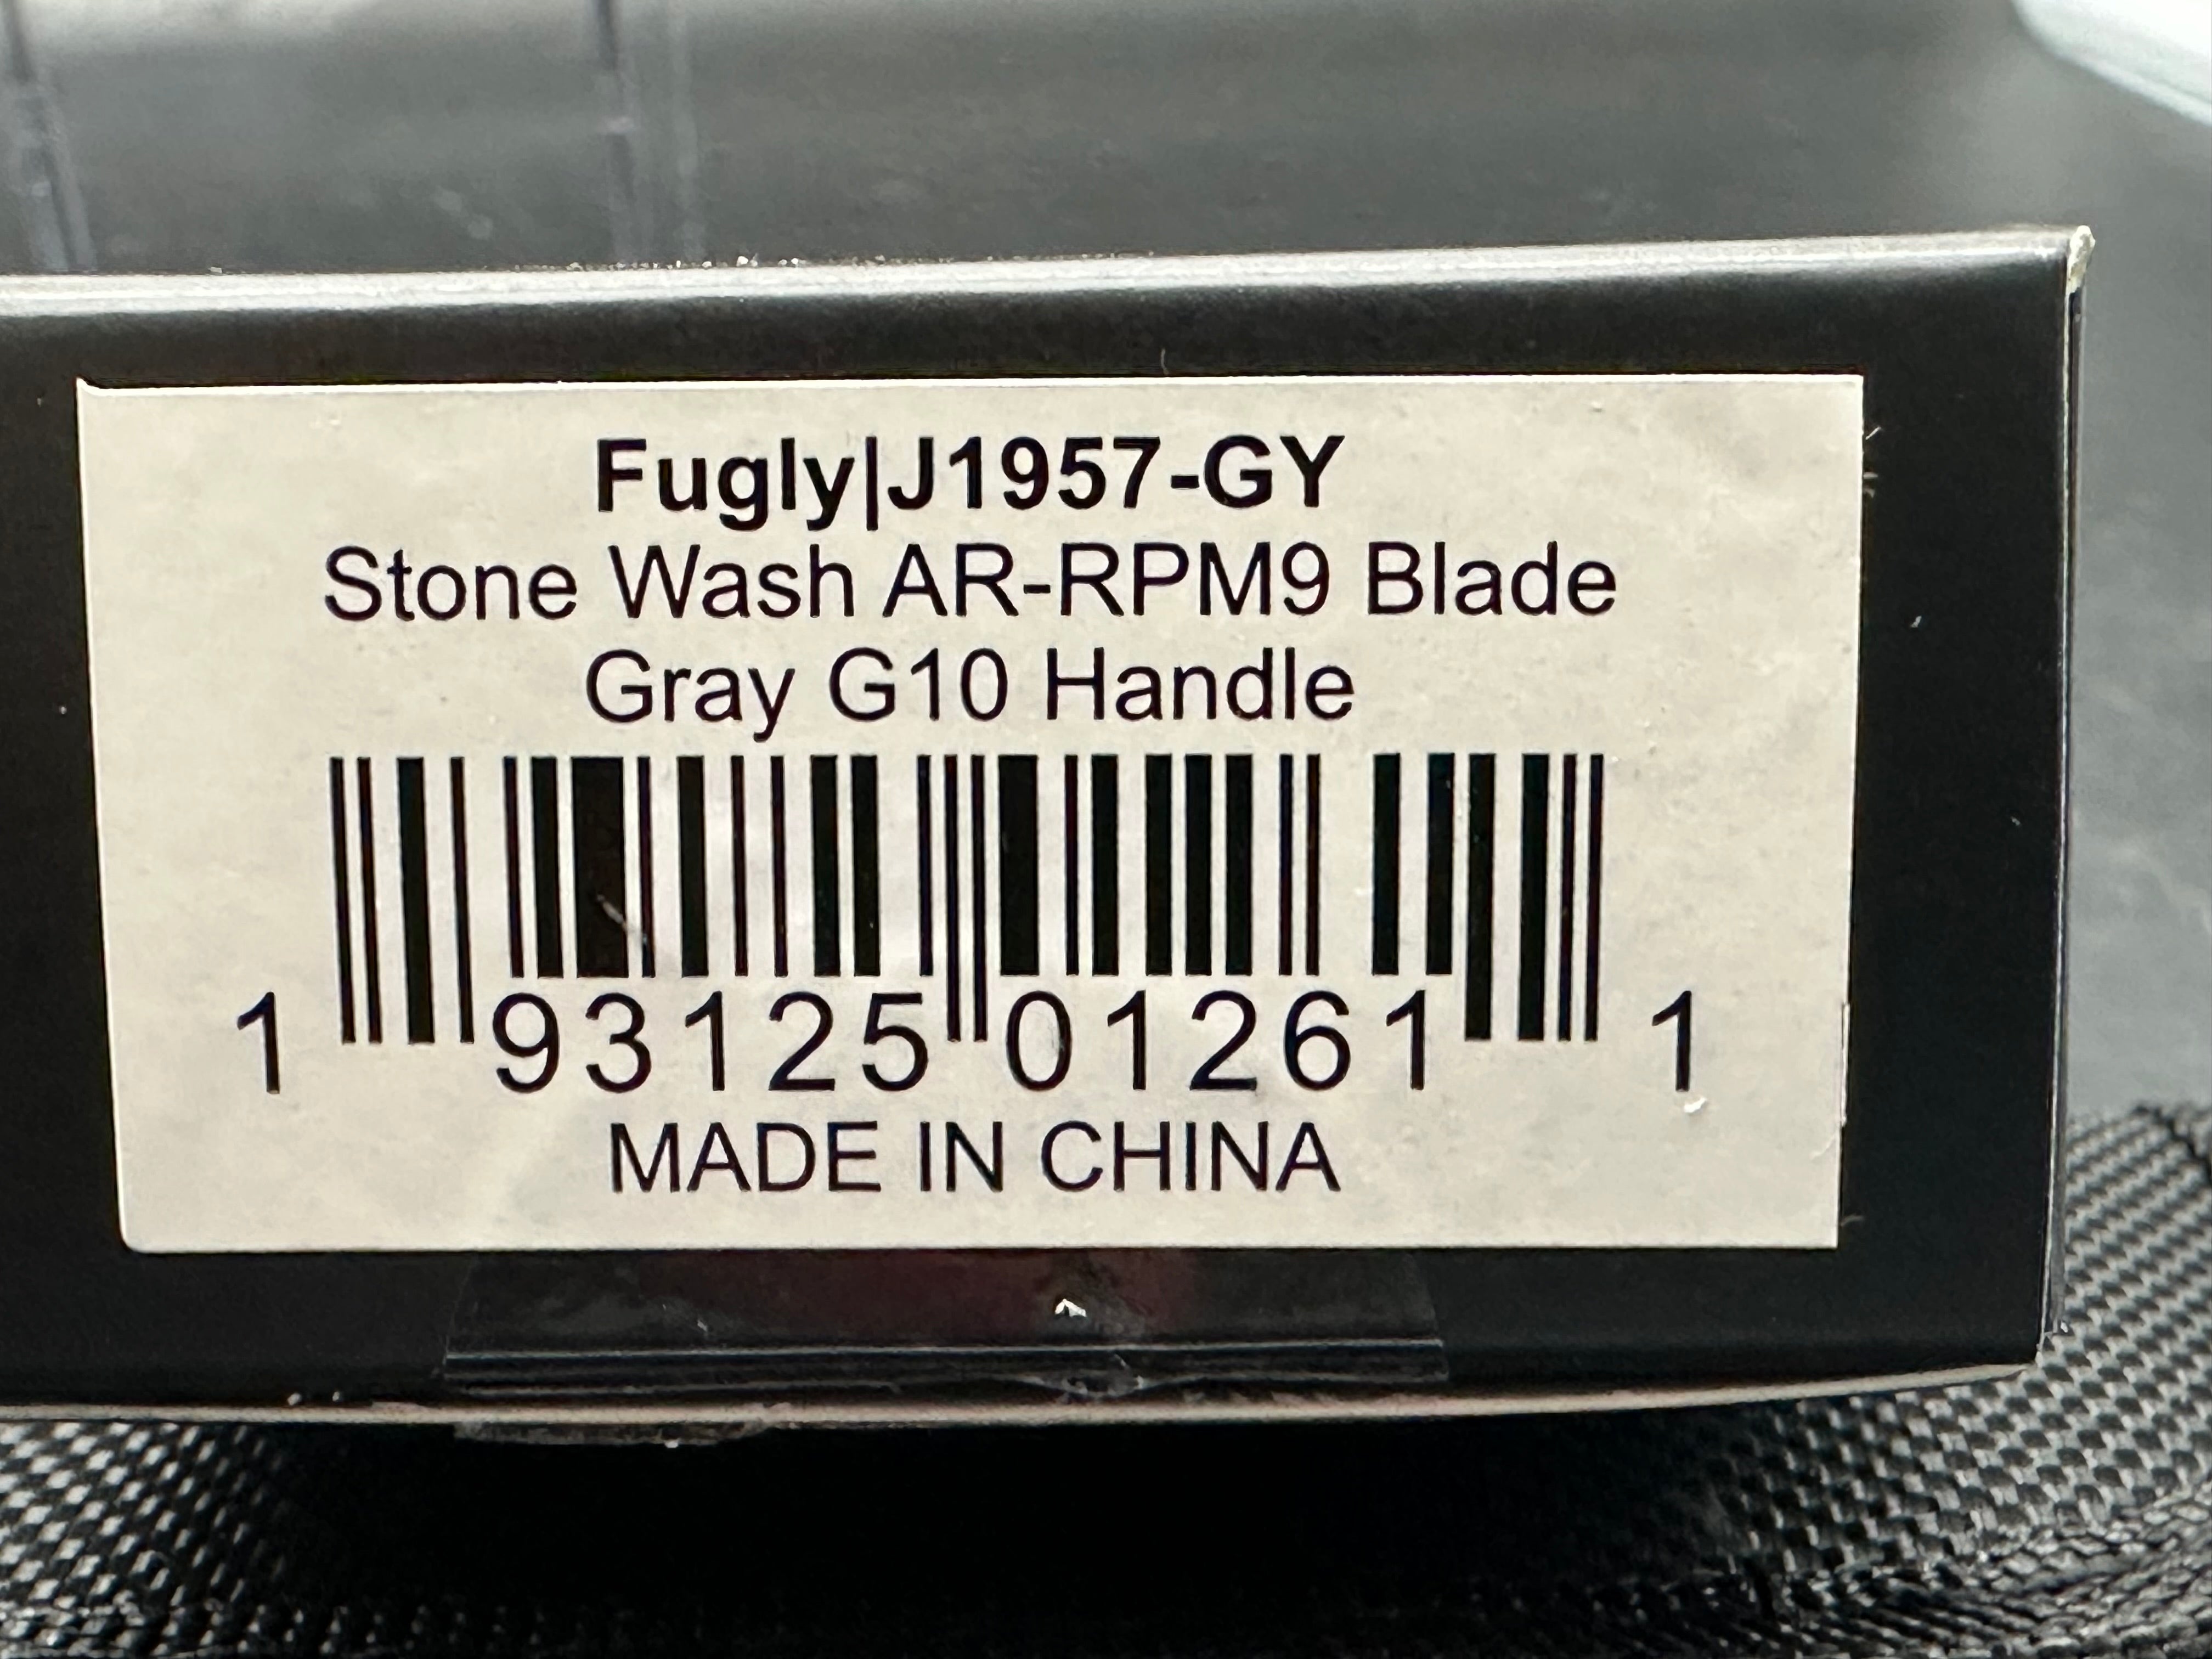 Fugly|J1957-GY
Stone Wash AR-RPM9 Blade
Gray G10 Handle
1 93125 01261 1
MADE IN CHINA